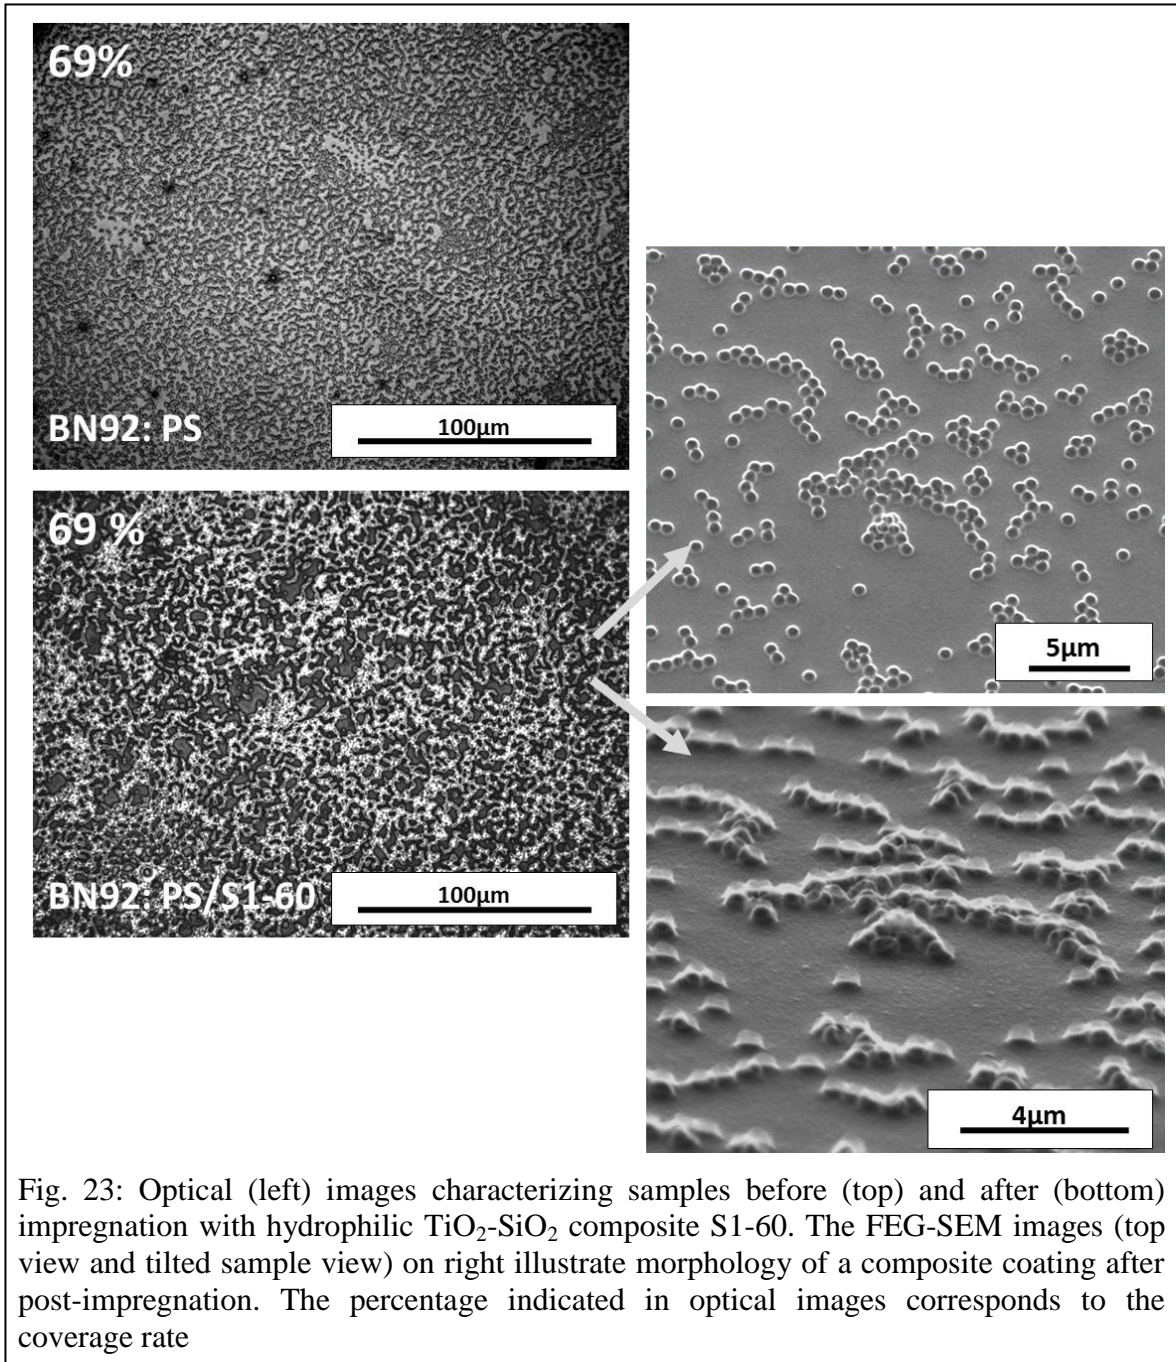 69%
BN92: PS
100µm
69 %
BN92: PS/S1-60
100µm
5µm
4µm
Fig. 23: Optical (left) images characterizing samples before (top) and after (bottom)
impregnation with hydrophilic TiO₂-SiO₂ composite S1-60. The FEG-SEM images (top
view and tilted sample view) on right illustrate morphology of a composite coating after
post-impregnation. The percentage indicated in optical images corresponds to the
coverage rate